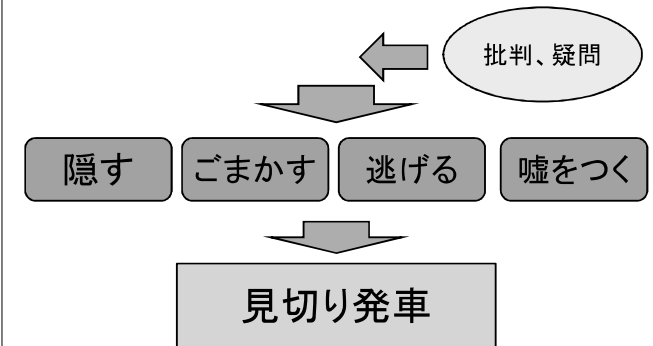 批判、疑問
隠す
ごまかす
逃げる
嘘をつく
見切り発車